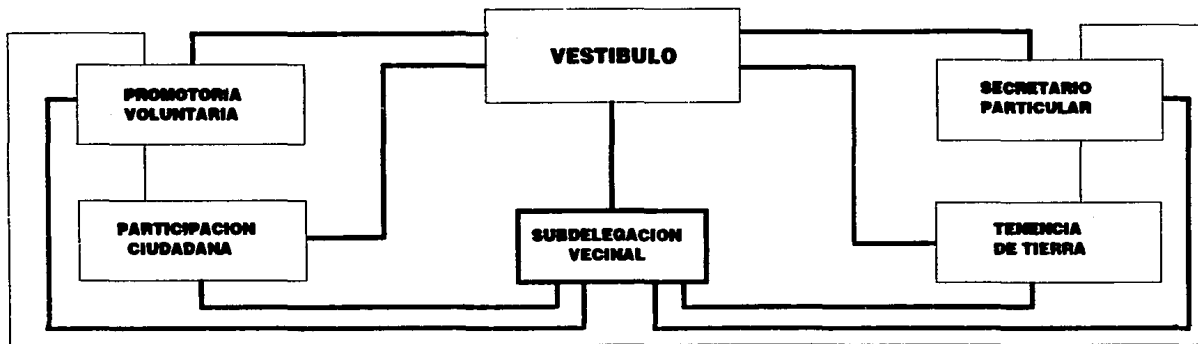 VESTIBULO
PROMOTORIA
VOLUNTARIA
SECRETARIO
PARTICULAR
PARTICIPACION
CIUDADANA
SUBDELEGACION
VECINAL
TENENCIA
DE TIERRA